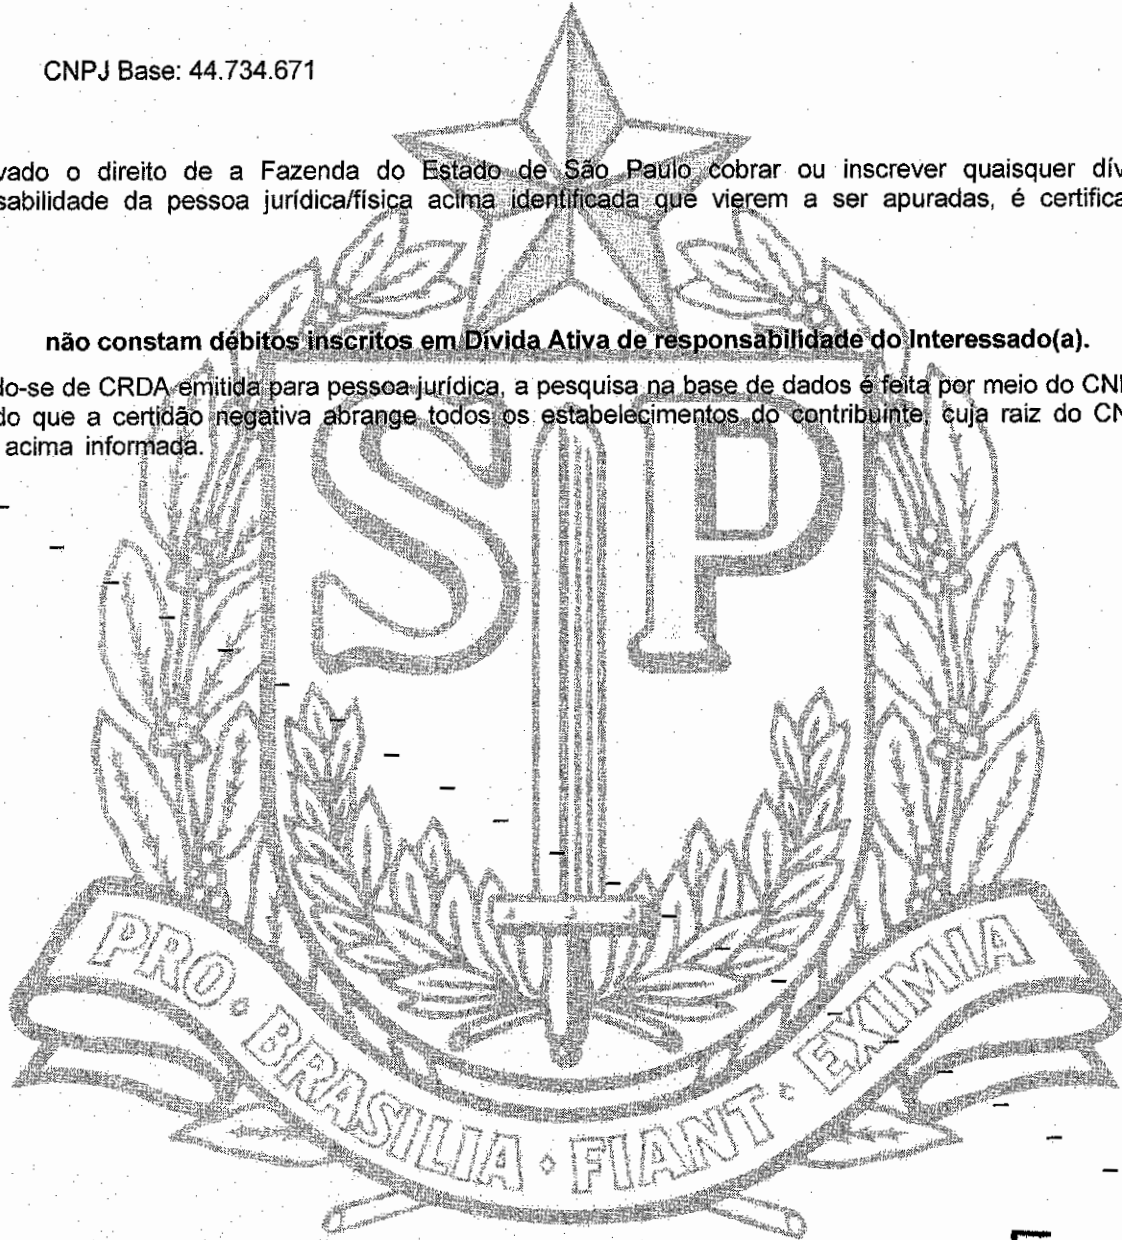 CNPJ Base: 44.734.671
vado o direito de a Fazenda do Estado de São Paulo cobrar ou inscrever quaisquer dív
sabilidade da pessoa jurídica/física acima identificada que vierem a ser apuradas, é certifica
não constam débitos inscritos em Dívida Ativa de responsabilidade do Interessado(a).
do-se de CRDA emitida para pessoa jurídica, a pesquisa na base de dados é feita por meio do CNI
do que a certidão negativa abrange todos os estabelecimentos do contribuinte, cuja raiz do CN
acima informada.
SP
PRO · BRASILIA · FIANT · EXIMIA